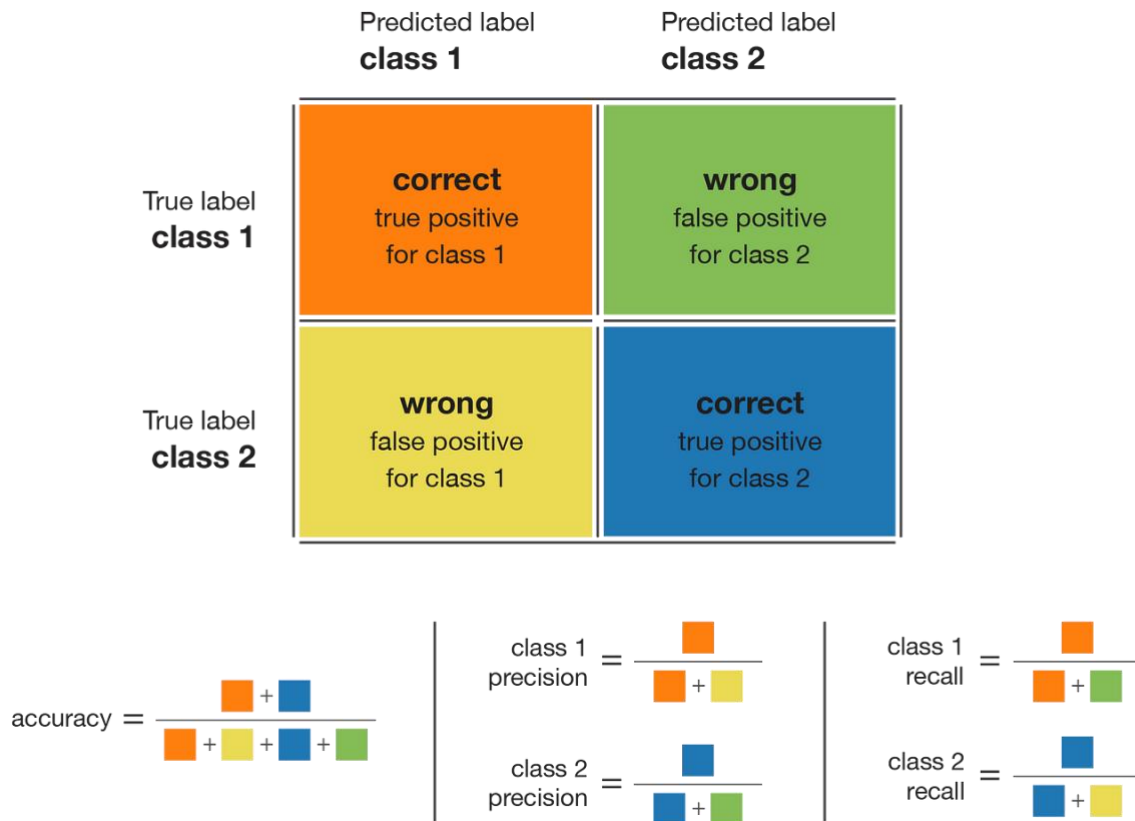 Predicted label
class 1
Predicted label
class 2
True label
class 1
correct
true positive
for class 1
wrong
false positive
for class 2
True label
class 2
wrong
false positive
for class 1
correct
true positive
for class 2
accuracy =
+
+ + +
class 1
precision
=
+
class 2
precision
=
+
class 1
recall
=
+
class 2
recall
=
+